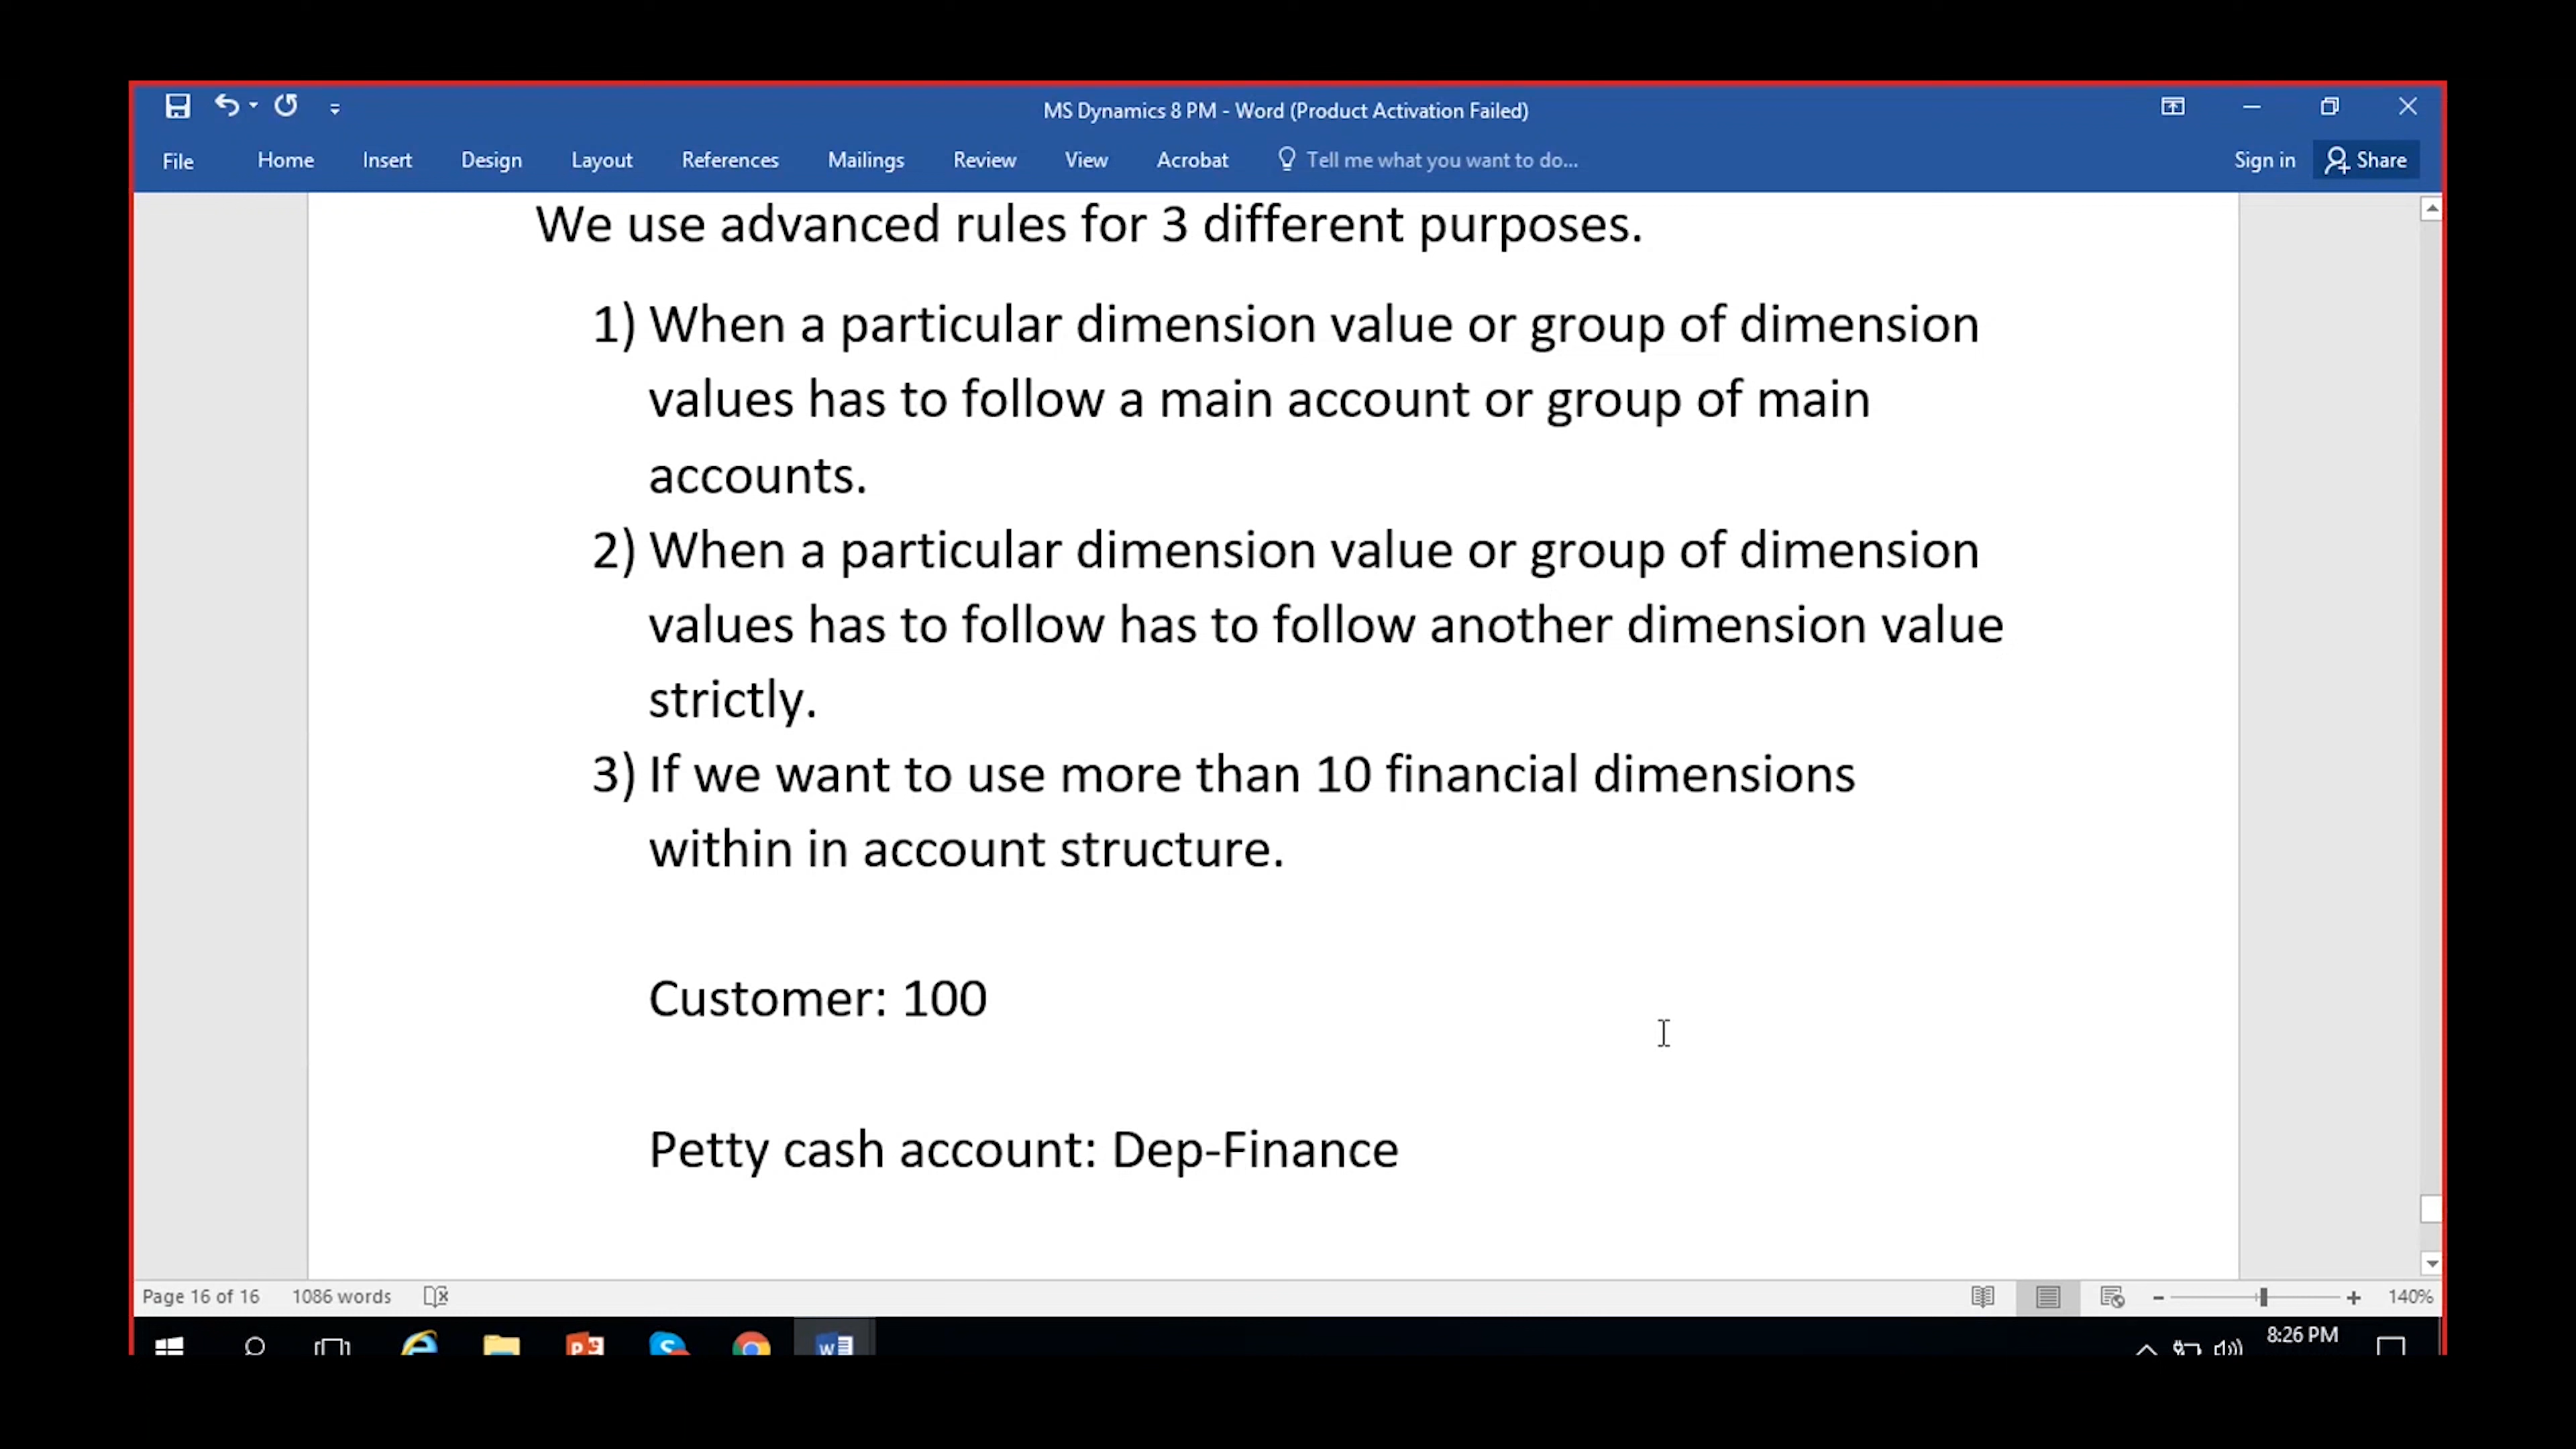 MS Dynamics 8 PM - Word (Product Activation Failed)
File Home Insert Design Layout References Mailings Review View Acrobat Tell me what you want to do... Sign in Share
We use advanced rules for 3 different purposes.
1) When a particular dimension value or group of dimension
values has to follow a main account or group of main
accounts.
2) When a particular dimension value or group of dimension
values has to follow has to follow another dimension value
strictly.
3) If we want to use more than 10 financial dimensions
within in account structure.
Customer: 100
Petty cash account: Dep-Finance
Page 16 of 16 1086 words 140%
8:26 PM